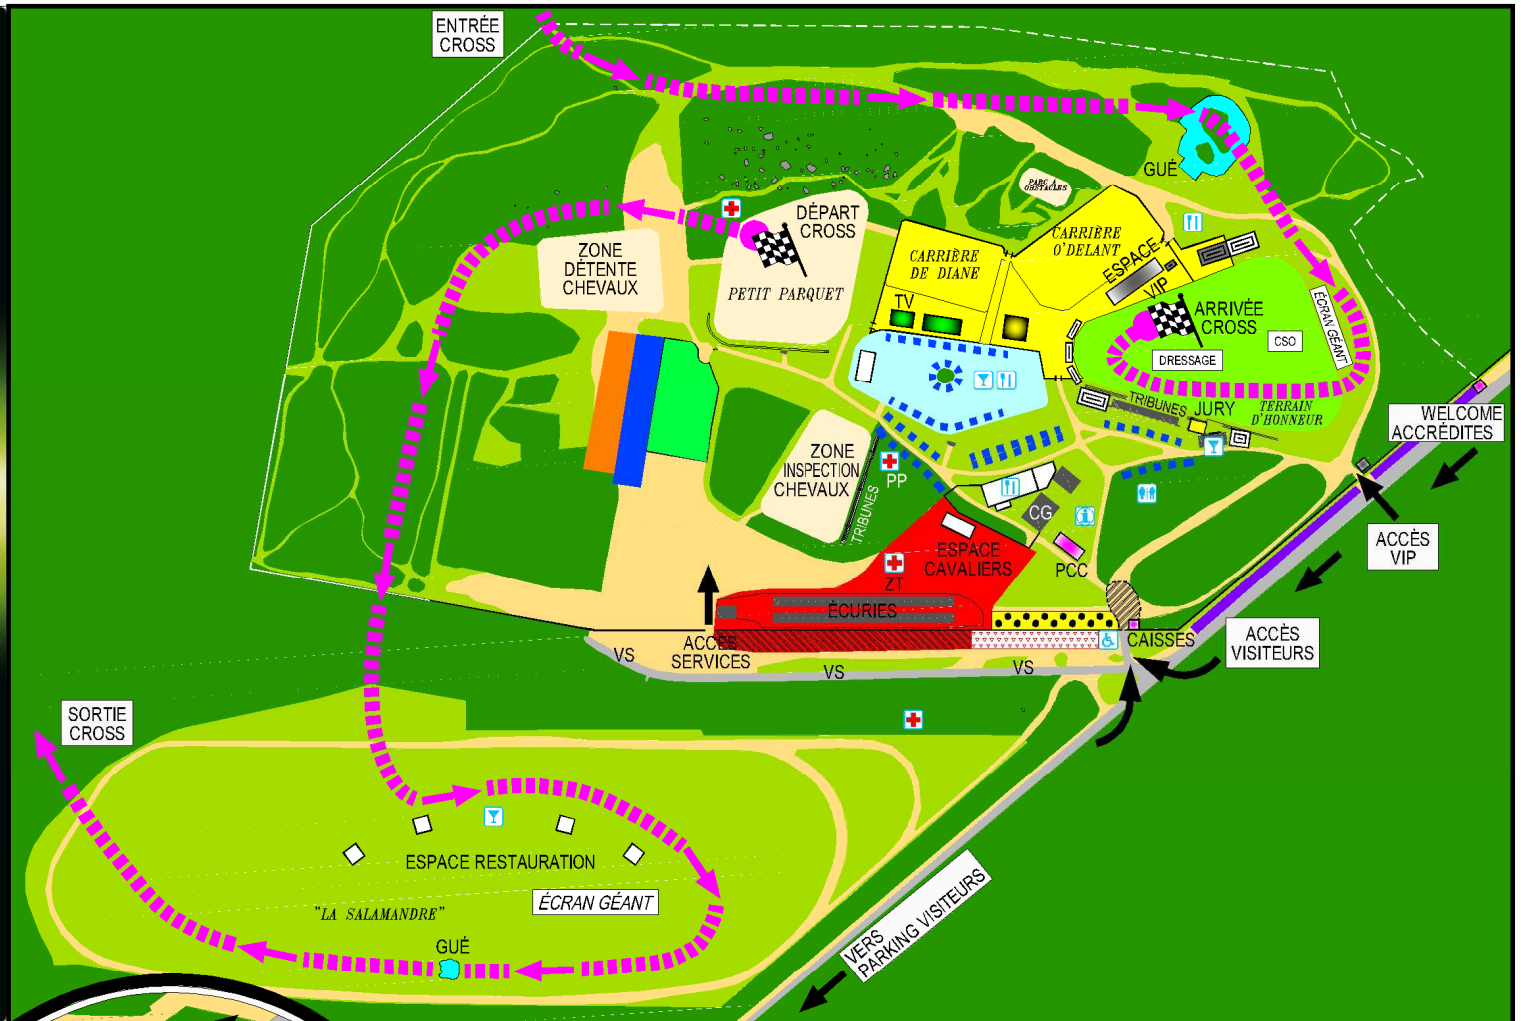 ENTRÉE
CROSS
GUÉ
PARC A
OBSTACLES
DÉPART
CROSS
ZONE
DÉTENTE
CHEVAUX
PETIT PARQUET
CARRIÈRE
DE DIANE
CARRIÈRE
O'DELANT
ESPACE
VIP
TV
ARRIVÉE
CROSS
ÉCRAN GÉANT
CSO
DRESSAGE
TRIBUNES
JURY
TERRAIN
D'HONNEUR
WELCOME
ACCRÉDITES
ZONE
INSPECTION
CHEVAUX
TRIBUNES
PP
CG
ACCÈS
VIP
ESPACE
CAVALIERS
PCC
ZT
ÉCURIES
ACCÈS
SERVICES
CAISSES
ACCÈS
VISITEURS
VS
VS
VS
SORTIE
CROSS
ESPACE RESTAURATION
ÉCRAN GÉANT
"LA SALAMANDRE"
GUÉ
VERS
PARKING VISITEURS